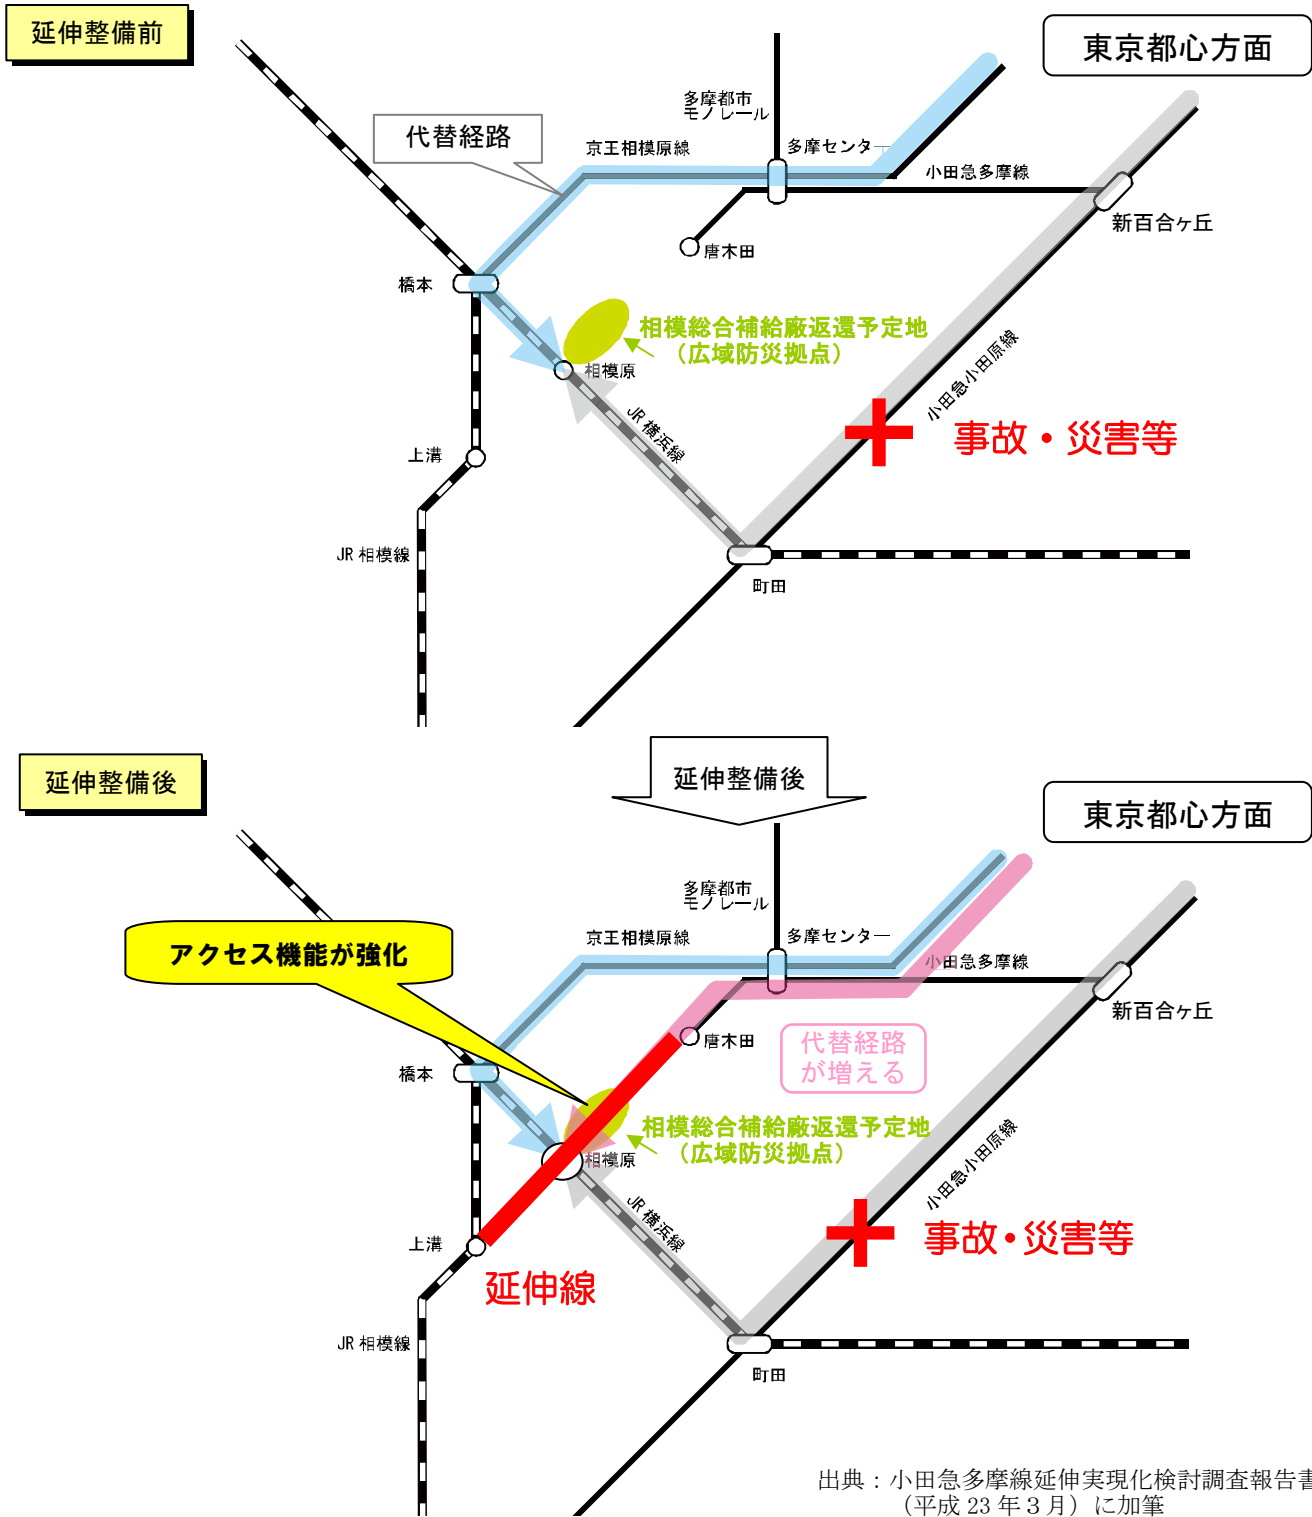 延伸整備前
東京都心方面
多摩都市
モノレール
代替経路
京王相模原線
多摩センター
小田急多摩線
新百合ヶ丘
唐木田
橋本
相模総合補給廠返還予定地
（広域防災拠点）
相模原
小田急小田原線
JR 横浜線
事故・災害等
上溝
JR 相模線
町田
延伸整備後
延伸整備後
東京都心方面
多摩都市
モノレール
アクセス機能が強化
京王相模原線
多摩センター
小田急多摩線
新百合ヶ丘
唐木田
代替経路
が増える
橋本
相模総合補給廠返還予定地
（広域防災拠点）
相模原
小田急小田原線
JR 横浜線
事故・災害等
上溝
延伸線
JR 相模線
町田
出典：小田急多摩線延伸実現化検討調査報告書
（平成 23 年３月）に加筆